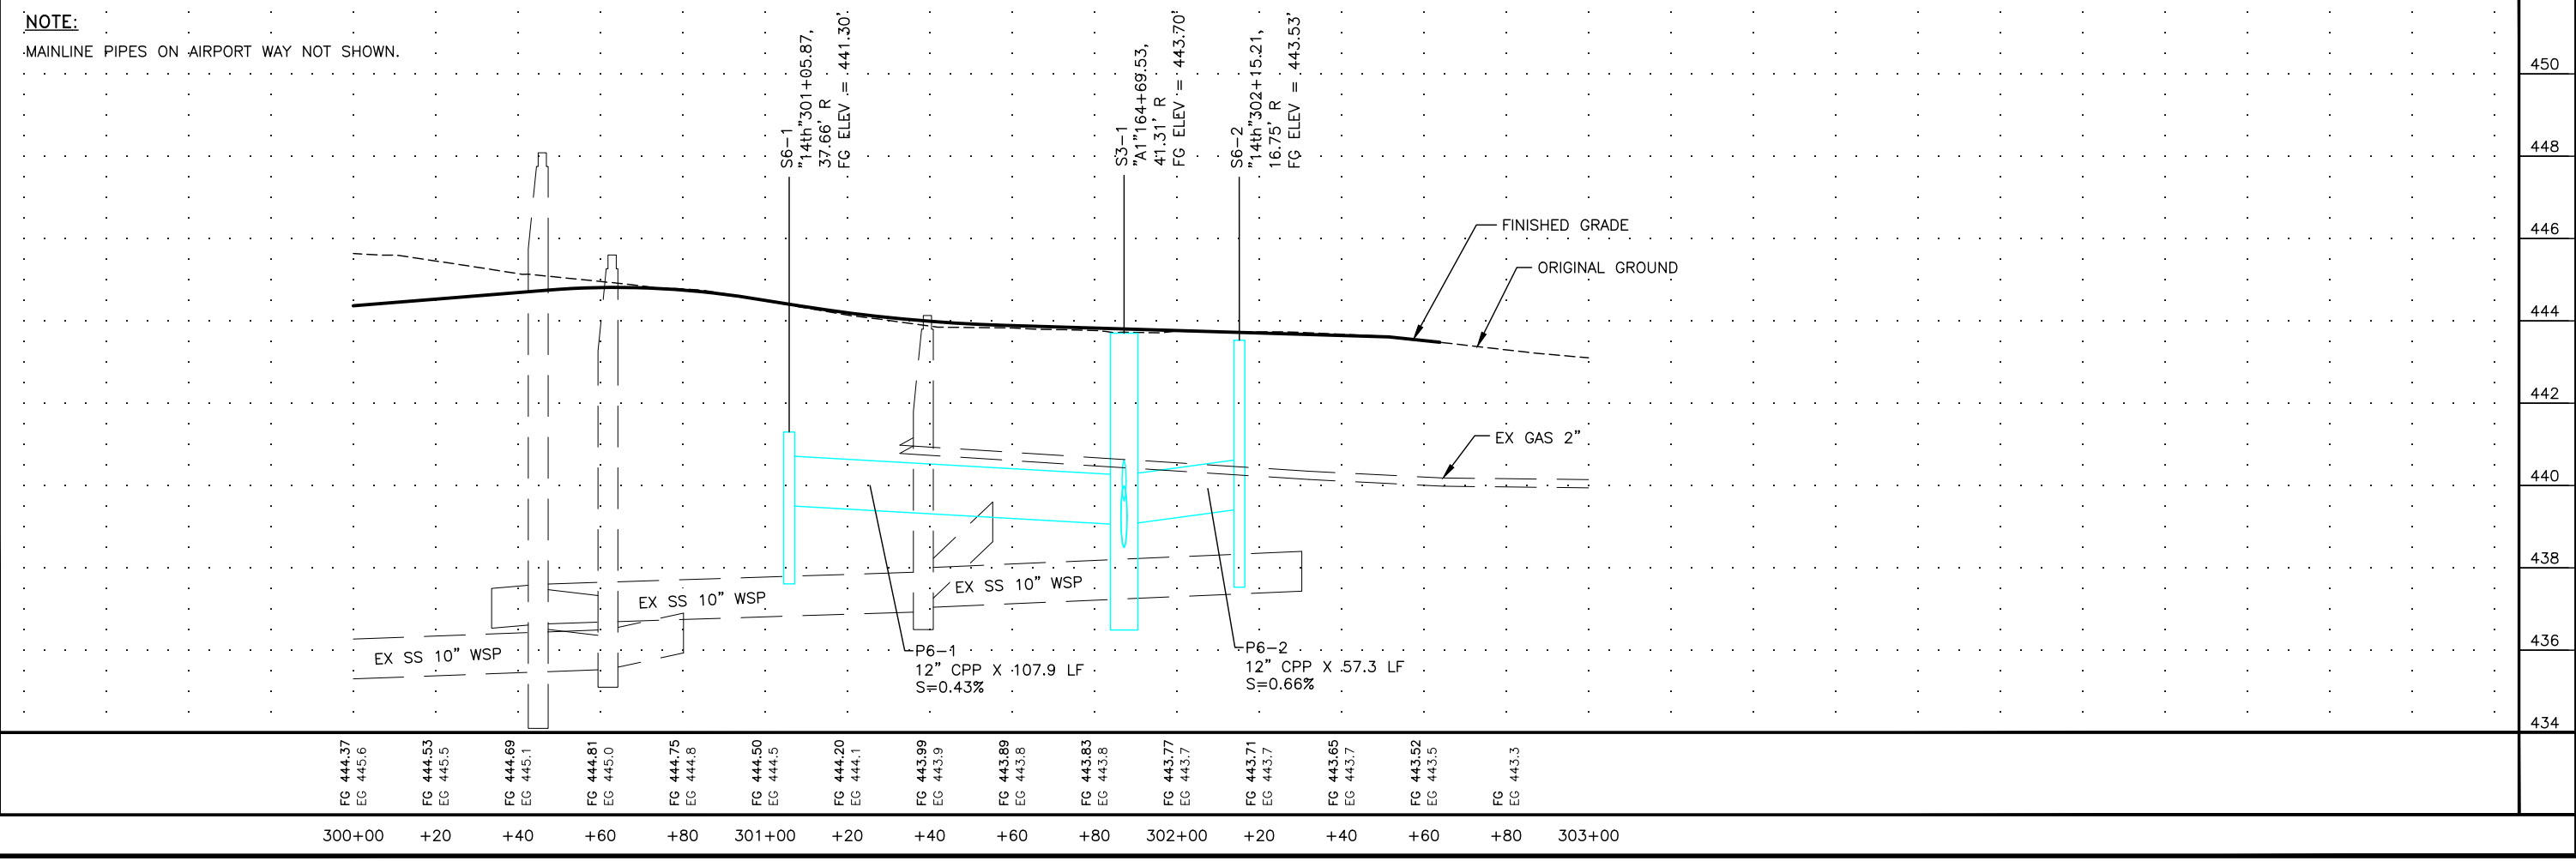 NOTE:
MAINLINE PIPES ON AIRPORT WAY NOT SHOWN.
S6-1
"14th"301+05.87,
37.66' R
FG ELEV = 441.30'
S3-1
"A1"164+69.53,
41.31' R
FG ELEV = 443.70'
S6-2
"14th"302+15.21,
16.75' R
FG ELEV = 443.53'
FINISHED GRADE
ORIGINAL GROUND
EX GAS 2"
EX SS 10" WSP
EX SS 10" WSP
EX SS 10" WSP
P6-1
12" CPP X 107.9 LF
S=0.43%
P6-2
12" CPP X 57.3 LF
S=0.66%
450
448
446
444
442
440
438
436
434
FG 444.37
EG 445.6
FG 444.53
EG 445.5
FG 444.69
EG 445.1
FG 444.81
EG 445.0
FG 444.75
EG 444.8
FG 444.50
EG 444.5
FG 444.20
EG 444.1
FG 443.99
EG 443.9
FG 443.89
EG 443.8
FG 443.83
EG 443.8
FG 443.77
EG 443.7
FG 443.71
EG 443.7
FG 443.65
EG 443.7
FG 443.52
EG 443.5
FG
EG 443.3
300+00 +20 +40 +60 +80 301+00 +20 +40 +60 +80 302+00 +20 +40 +60 +80 303+00